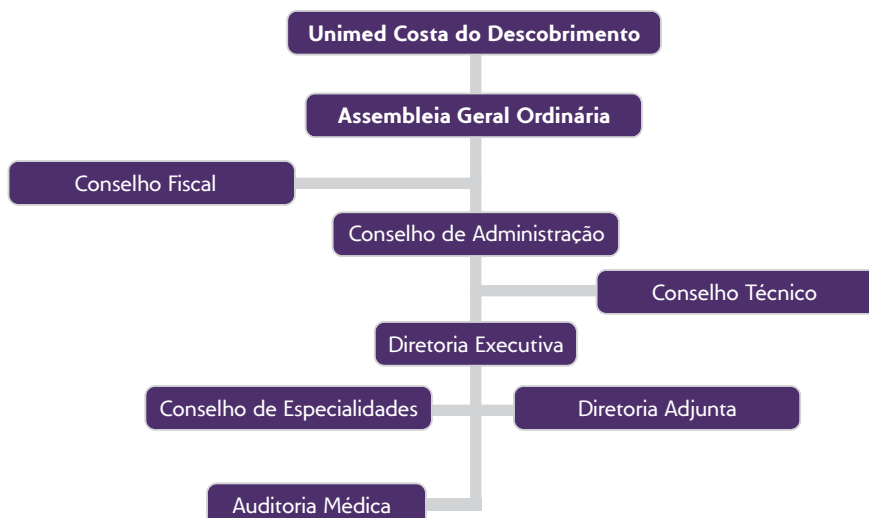 Unimed Costa do Descobrimento
Assembleia Geral Ordinária
Conselho Fiscal
Conselho de Administração
Conselho Técnico
Diretoria Executiva
Conselho de Especialidades
Diretoria Adjunta
Auditoria Médica